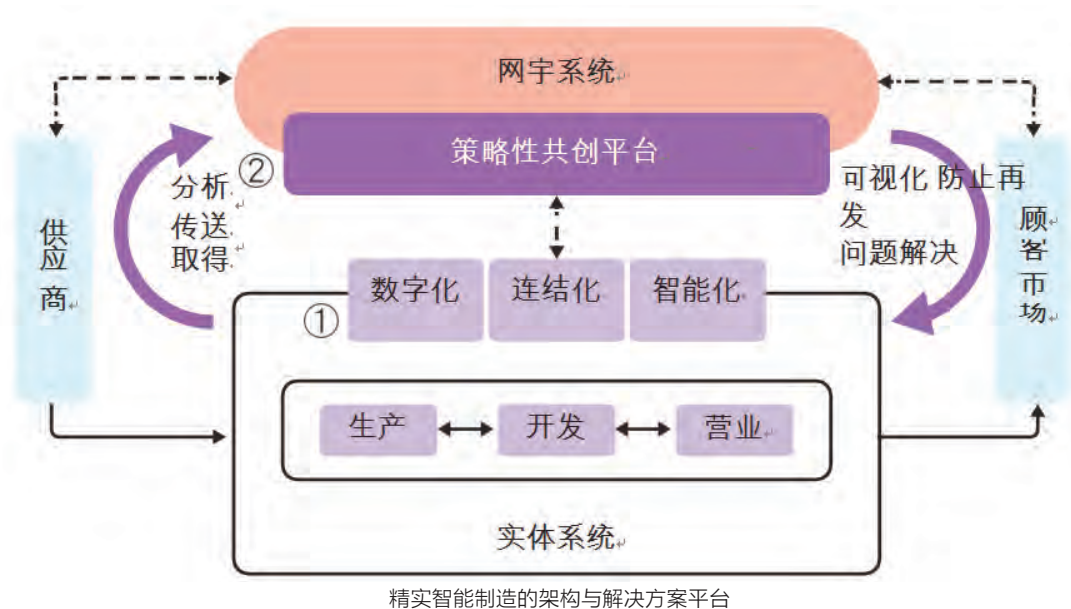 网宇系统
策略性共创平台
②
分析
传送
取得
可视化 防止再
发
问题解决
供
应
商
顾
客
市
场
数字化
连结化
智能化
①
生产
开发
营业
实体系统
精实智能制造的架构与解决方案平台